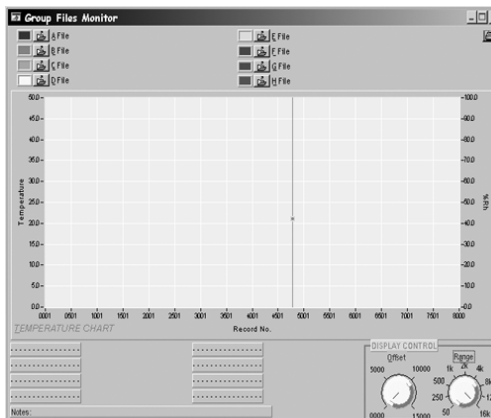 Group Files Monitor
A File
B File
C File
D File
E File
F File
G File
H File
50.0
45.0
40.0
35.0
30.0
25.0
20.0
15.0
10.0
5.0
0.0
Temperature
100.0
90.0
80.0
70.0
60.0
50.0
40.0
30.0
20.0
10.0
0.0
%Rh
0001 0501 1001 1501 2001 2501 3001 3501 4001 4501 5001 5501 6001 6501 7001 7501 8000
TEMPERATURE CHART
Record No.
DISPLAY CONTROL
Offset
5000 10000
0000 15000
Range
1k 2k 4k
500 8k
250
50 16k
Notes: